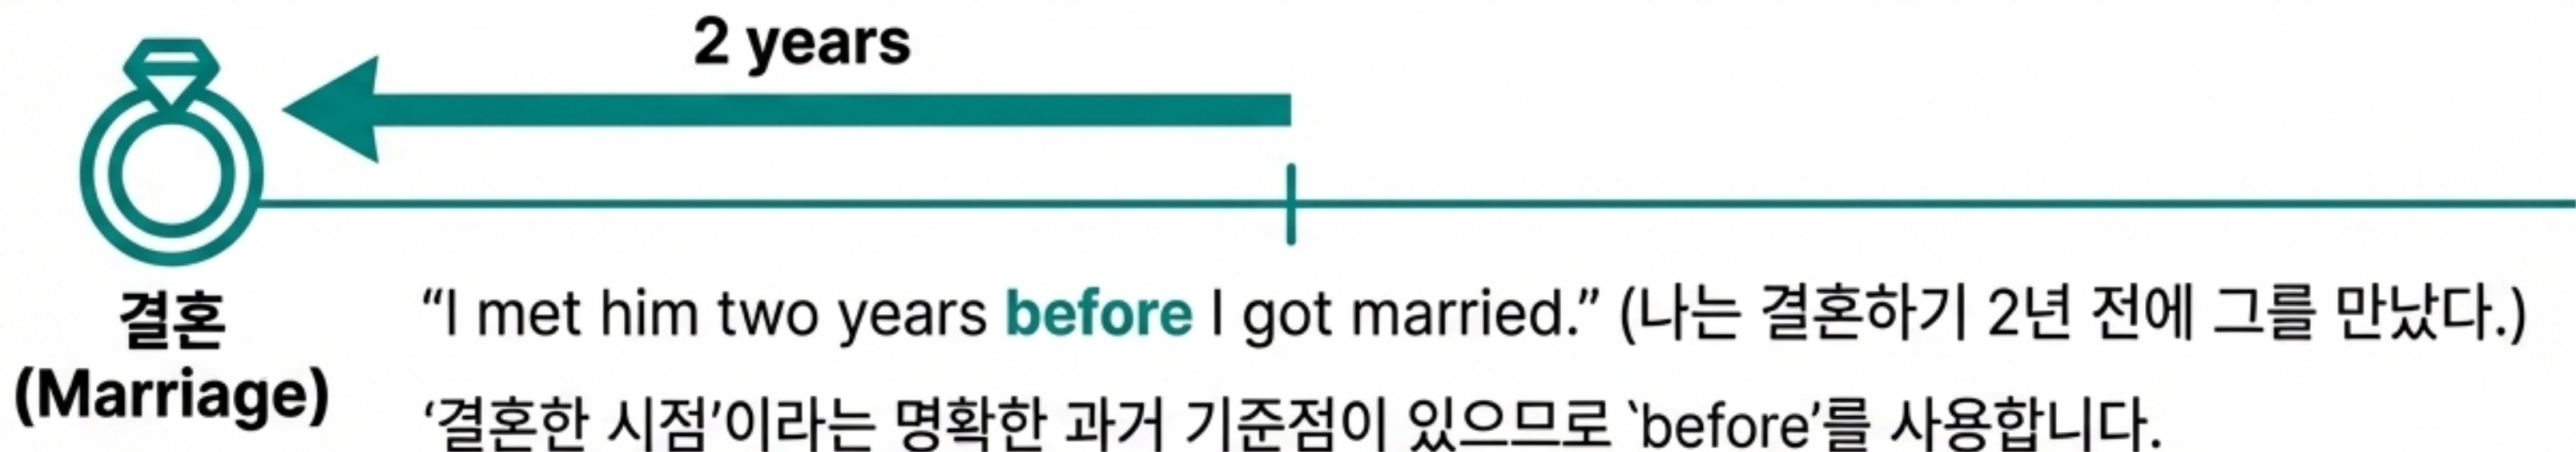 2 years
결혼
(Marriage)
“I met him two years before I got married.” (나는 결혼하기 2년 전에 그를 만났다.)
‘결혼한 시점’이라는 명확한 과거 기준점이 있으므로 ‵before’를 사용합니다.